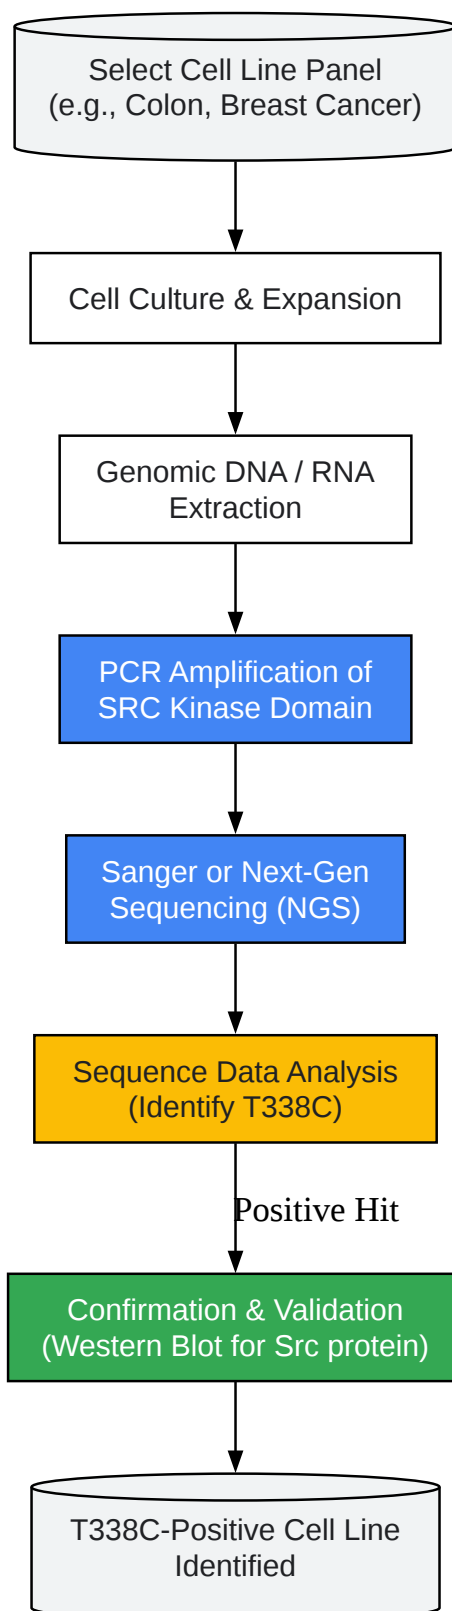 Select Cell Line Panel
(e.g., Colon, Breast Cancer)
Cell Culture & Expansion
Genomic DNA / RNA
Extraction
PCR Amplification of
SRC Kinase Domain
Sanger or Next-Gen
Sequencing (NGS)
Sequence Data Analysis
(Identify T338C)
Positive Hit
Confirmation & Validation
(Western Blot for Src protein)
T338C-Positive Cell Line
Identified